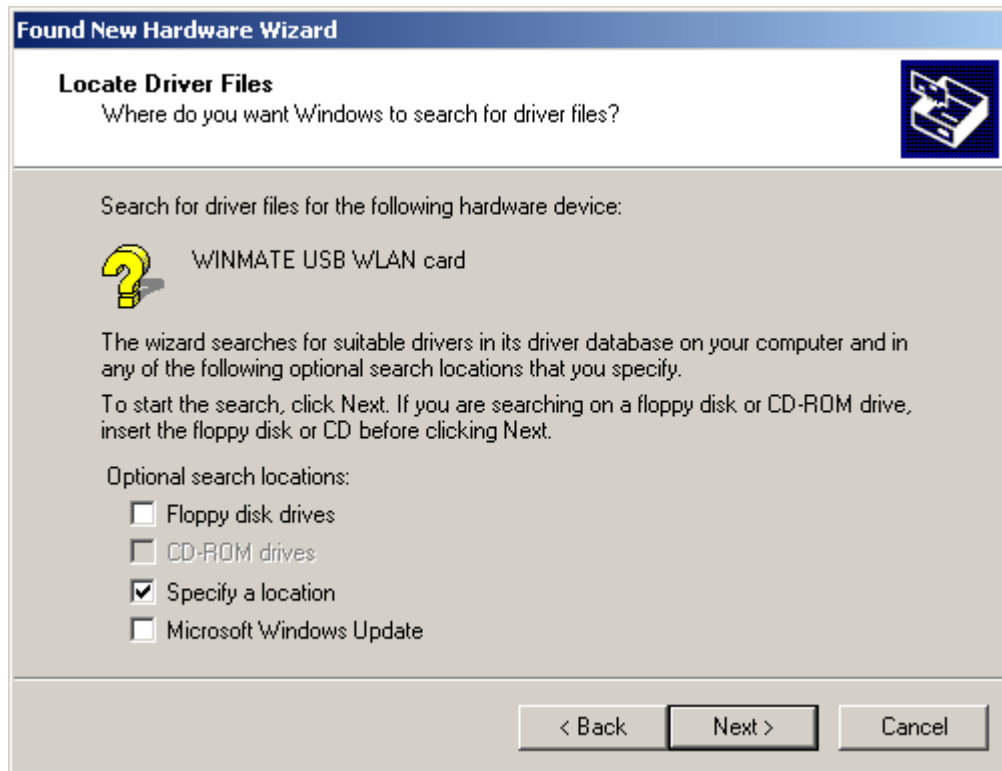 Found New Hardware Wizard
Locate Driver Files
Where do you want Windows to search for driver files?
Search for driver files for the following hardware device:
WINMATE USB WLAN card
The wizard searches for suitable drivers in its driver database on your computer and in
any of the following optional search locations that you specify.
To start the search, click Next. If you are searching on a floppy disk or CD-ROM drive,
insert the floppy disk or CD before clicking Next.
Optional search locations:
Floppy disk drives
CD-ROM drives
Specify a location
Microsoft Windows Update
< Back Next > Cancel